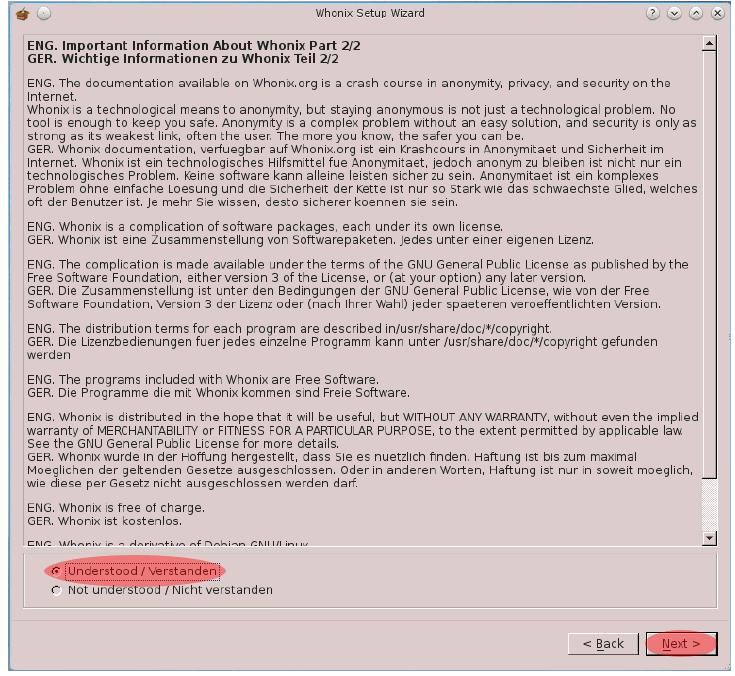 Whonix Setup Wizard
ENG. Important Information About Whonix Part 2/2
GER. Wichtige Informationen zu Whonix Teil 2/2
ENG. The documentation available on Whonix.org is a crash course in anonymity, privacy, and security on the
Internet.
Whonix is a technological means to anonymity, but staying anonymous is not just a technological problem. No
tool is enough to keep you safe. Anonymity is a complex problem without an easy solution, and security is only as
strong as its weakest link, often the user. The more you know, the safer you can be.
GER. Whonix documentation, verfuegbar auf Whonix.org ist ein Krashcours in Anonymitaet und Sicherheit im
Internet. Whonix ist ein technologisches Hilfsmittel fue Anonymitaet, jedoch anonym zu bleiben ist nicht nur ein
technologisches Problem. Keine software kann alleine leisten sicher zu sein. Anonymitaet ist ein komplexes
Problem ohne einfache Loesung und die Sicherheit der Kette ist nur so Stark wie das schwaechste Glied, welches
oft der Benutzer ist. Je mehr Sie wissen, desto sicherer koennen sie sein.
ENG. Whonix is a complication of software packages, each under its own license.
GER. Whonix ist eine Zusammenstellung von Softwarepaketen. Jedes unter einer eigenen Lizenz.
ENG. The complication is made available under the terms of the GNU General Public License as published by the
Free Software Foundation, either version 3 of the License, or (at your option) any later version.
GER. Die Zusammenstellung ist unter den Bedingungen der GNU General Public License, wie von der Free
Software Foundation, Version 3 der Lizenz oder (nach Ihrer Wahl) jeder spaeteren veroeffentlichten Version.
ENG. The distribution terms for each program are described in/usr/share/doc/*/copyright.
GER. Die Lizenzbedienungen fuer jedes einzelne Programm kann unter /usr/share/doc/*/copyright gefunden
werden
ENG. The programs included with Whonix are Free Software.
GER. Die Programme die mit Whonix kommen sind Freie Software.
ENG. Whonix is distributed in the hope that it will be useful, but WITHOUT ANY WARRANTY, without even the implied
warranty of MERCHANTABILITY or FITNESS FOR A PARTICULAR PURPOSE, to the extent permitted by applicable law.
See the GNU General Public License for more details.
GER. Whonix wurde in der Hoffung hergestellt, dass Sie es nuetzlich finden. Haftung ist bis zum maximal
Moeglichen der geltenden Gesetze ausgeschlossen. Oder in anderen Worten, Haftung ist nur in soweit moeglich,
wie diese per Gesetz nicht ausgeschlossen werden darf.
ENG. Whonix is free of charge.
GER. Whonix ist kostenlos.
ENG. Whonix is a derivative of Debian GNU/Linux.
Understood / Verstanden
Not understood / Nicht verstanden
< Back
Next >